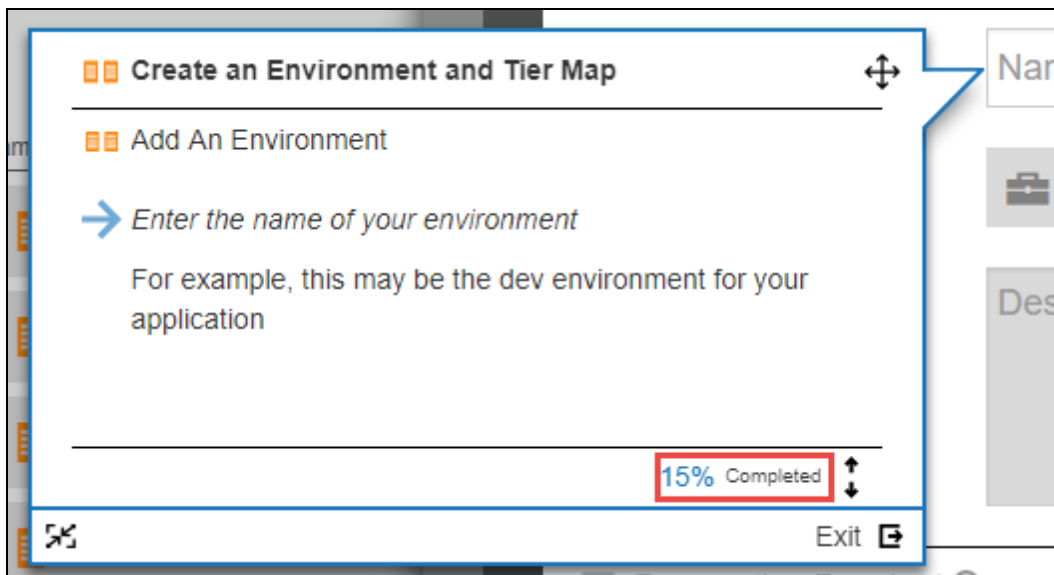 Create an Environment and Tier Map
Add An Environment
Enter the name of your environment
For example, this may be the dev environment for your
application
15% Completed
Exit